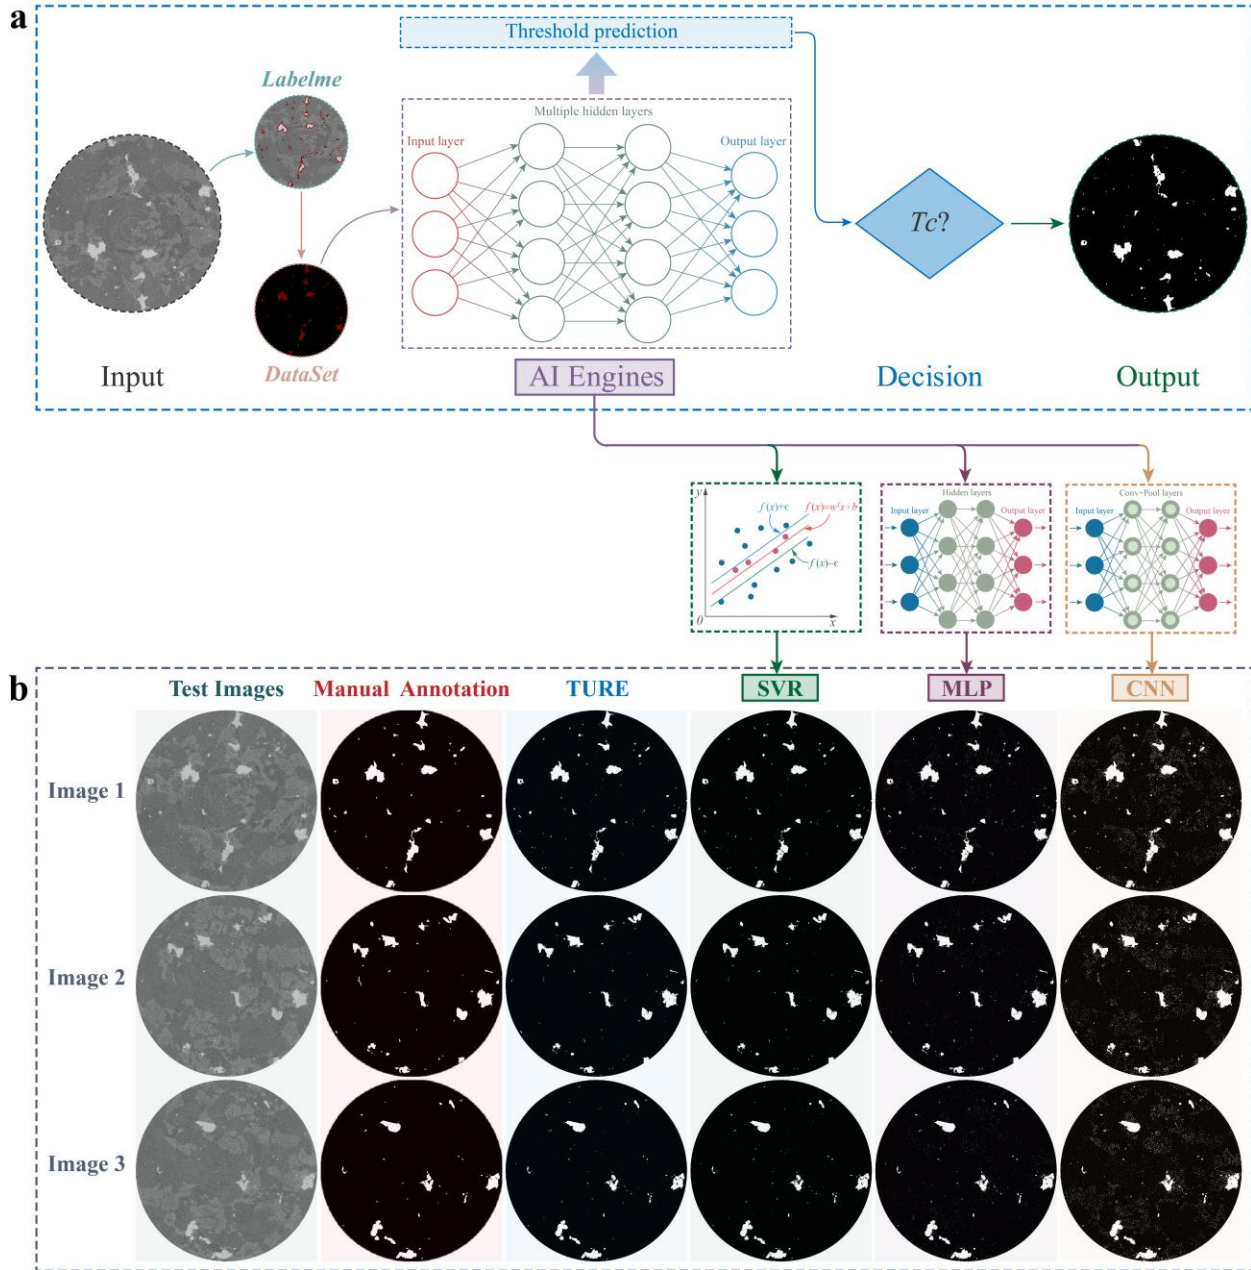 a
Threshold prediction
Labelme
Multiple hidden layers
Input layer
Output layer
Tc?
DataSet
Input
AI Engines
Decision
Output
y
f(x)+ϵ
f(x)=wᵀx+b
f(x)−ϵ
0
x
Hidden layers
Input layer
Output layer
Conv+Pool layers
Input layer
Output layer
b
Test Images
Manual Annotation
TURE
SVR
MLP
CNN
Image 1
Image 2
Image 3